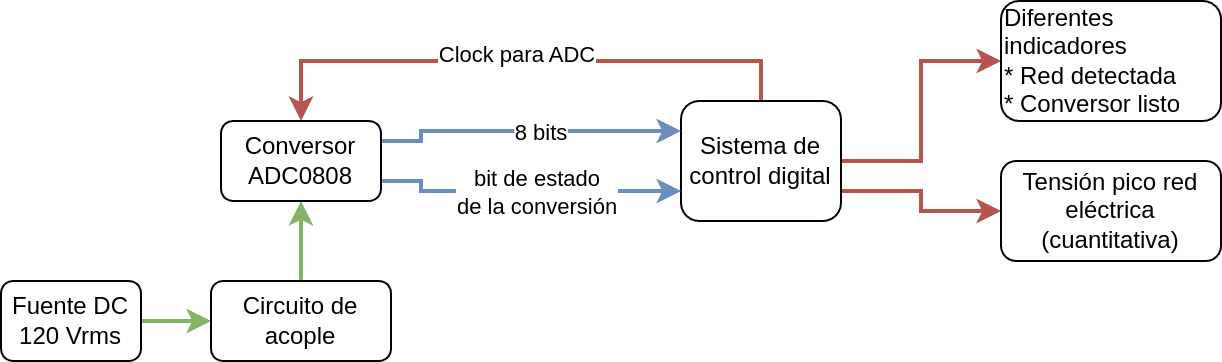 Diferentes
indicadores
* Red detectada
* Conversor listo
Clock para ADC
Conversor
ADC0808
8 bits
bit de estado
de la conversión
Sistema de
control digital
Tensión pico red
eléctrica
(cuantitativa)
Fuente DC
120 Vrms
Circuito de
acople